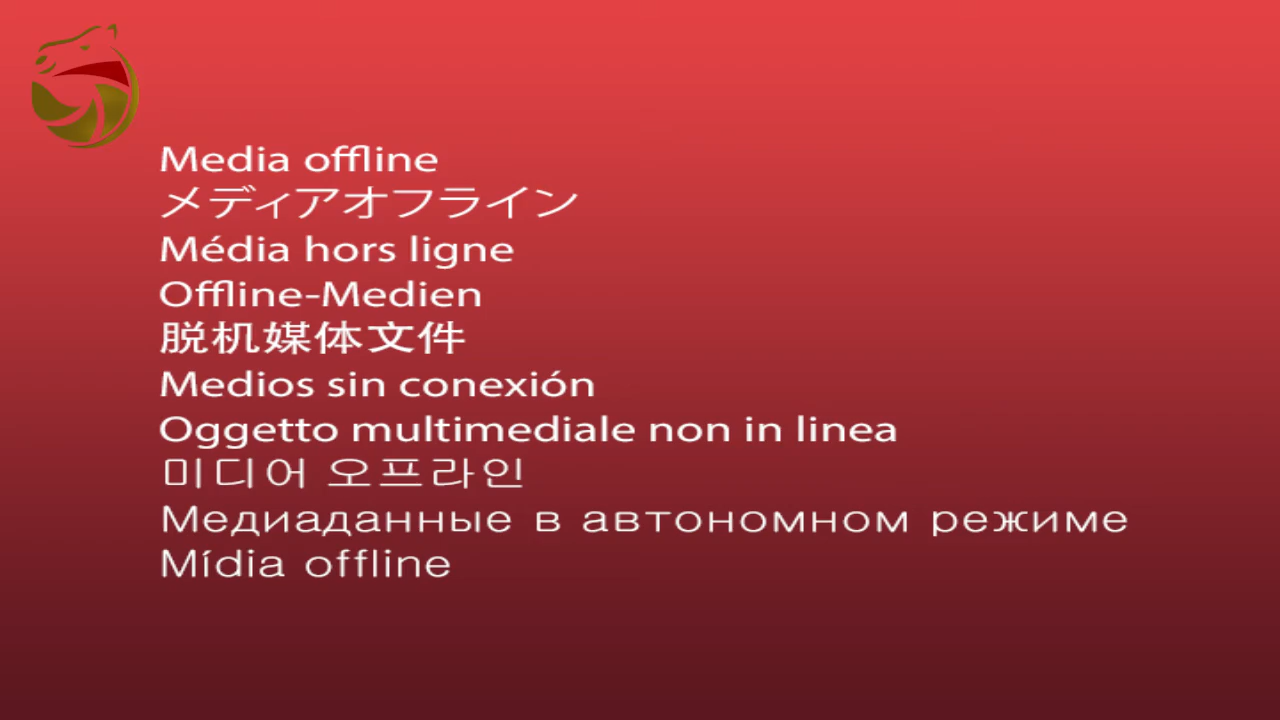 Media offline
メディアオフライン
Média hors ligne
Offline-Medien
脱机媒体文件
Medios sin conexión
Oggetto multimediale non in linea
미디어 오프라인
Медиаданные в автономном режиме
Mídia offline